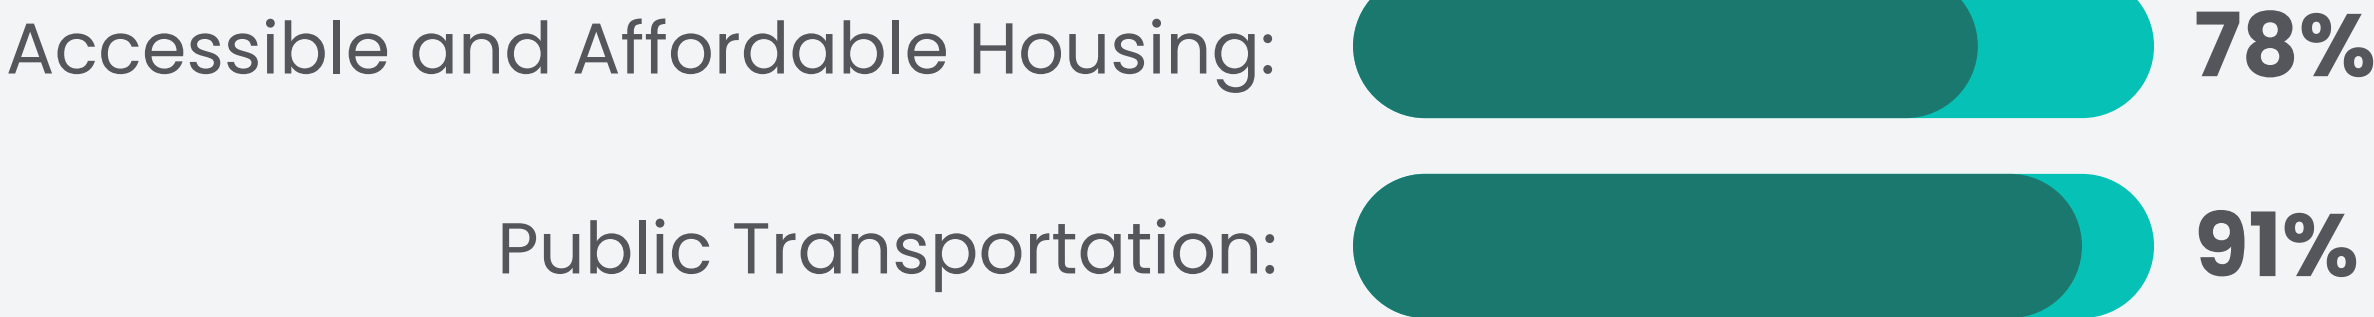 Accessible and Affordable Housing: 78%
Public Transportation: 91%